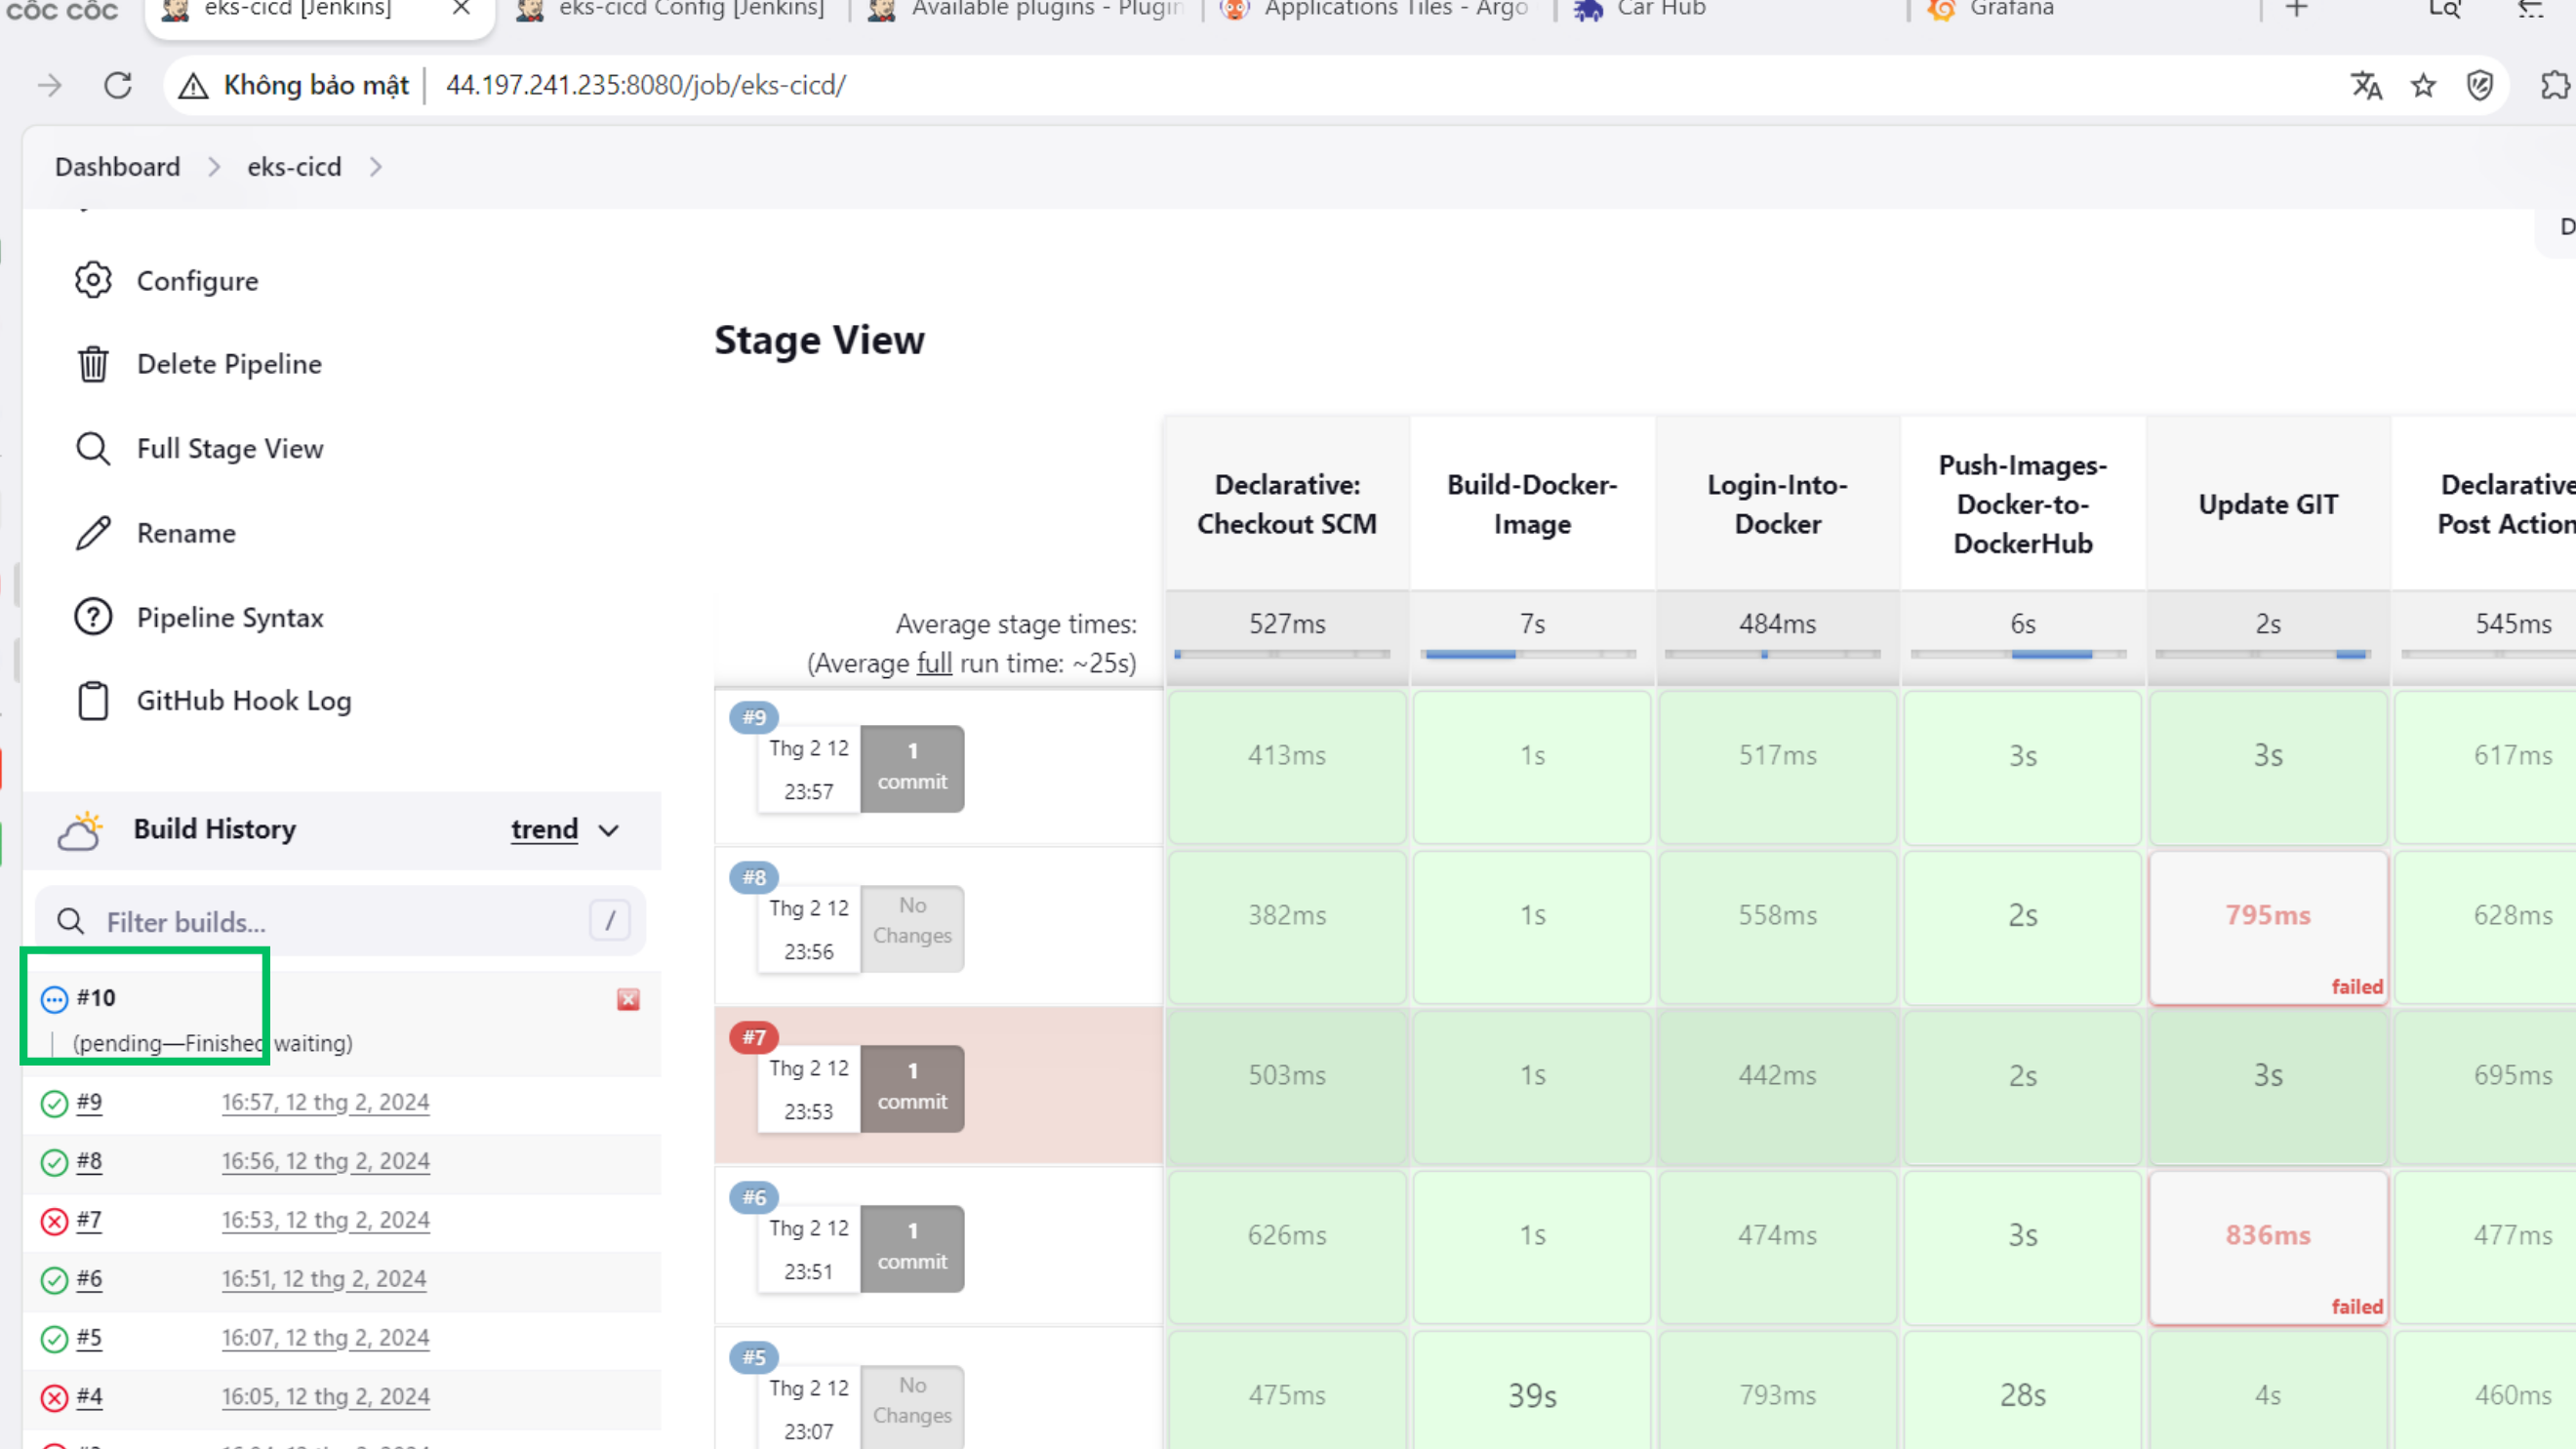 cốc cốc
eks-cicd [Jenkins]
eks-cicd Config [Jenkins]
Available plugins - Plugin
Applications Tiles - Argo
Car Hub
Grafana
Không bảo mật
44.197.241.235:8080/job/eks-cicd/
Dashboard
eks-cicd
Configure
Delete Pipeline
Full Stage View
Rename
Pipeline Syntax
GitHub Hook Log
Build History
trend
Filter builds...
/
#10
(pending—Finished waiting)
#9
16:57, 12 thg 2, 2024
#8
16:56, 12 thg 2, 2024
#7
16:53, 12 thg 2, 2024
#6
16:51, 12 thg 2, 2024
#5
16:07, 12 thg 2, 2024
#4
16:05, 12 thg 2, 2024
Stage View
Declarative:
Checkout SCM
Build-Docker-
Image
Login-Into-
Docker
Push-Images-
Docker-to-
DockerHub
Update GIT
Declarative
Post Action
Average stage times:
(Average full run time: ~25s)
527ms
7s
484ms
6s
2s
545ms
#9
Thg 2 12
23:57
1
commit
413ms
1s
517ms
3s
3s
617ms
#8
Thg 2 12
23:56
No
Changes
382ms
1s
558ms
2s
795ms
failed
628ms
#7
Thg 2 12
23:53
1
commit
503ms
1s
442ms
2s
3s
695ms
#6
Thg 2 12
23:51
1
commit
626ms
1s
474ms
3s
836ms
failed
477ms
#5
Thg 2 12
23:07
No
Changes
475ms
39s
793ms
28s
4s
460ms